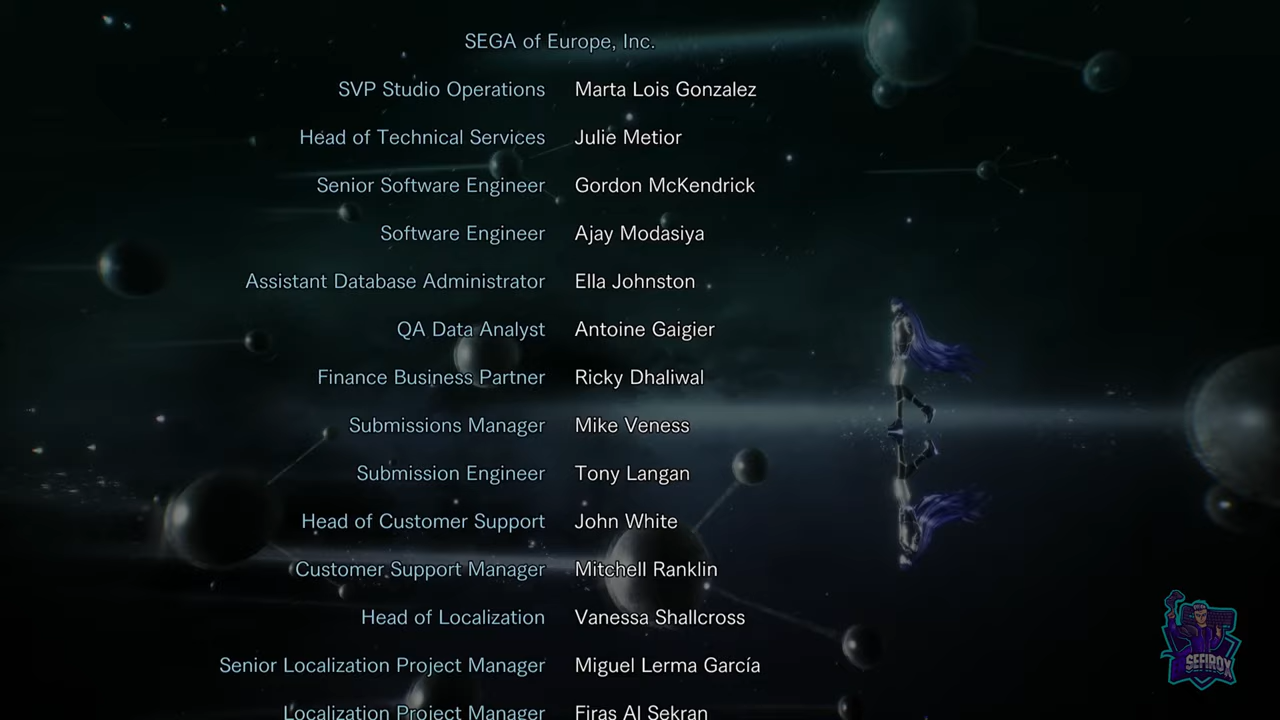 SEGA of Europe, Inc.
SVP Studio Operations Marta Lois Gonzalez
Head of Technical Services Julie Metior
Senior Software Engineer Gordon McKendrick
Software Engineer Ajay Modasiya
Assistant Database Administrator Ella Johnston
QA Data Analyst Antoine Gaigier
Finance Business Partner Ricky Dhaliwal
Submissions Manager Mike Veness
Submission Engineer Tony Langan
Head of Customer Support John White
Customer Support Manager Mitchell Ranklin
Head of Localization Vanessa Shallcross
Senior Localization Project Manager Miguel Lerma García
SEFIROX
Localization Project Manager Firas Al Sekran